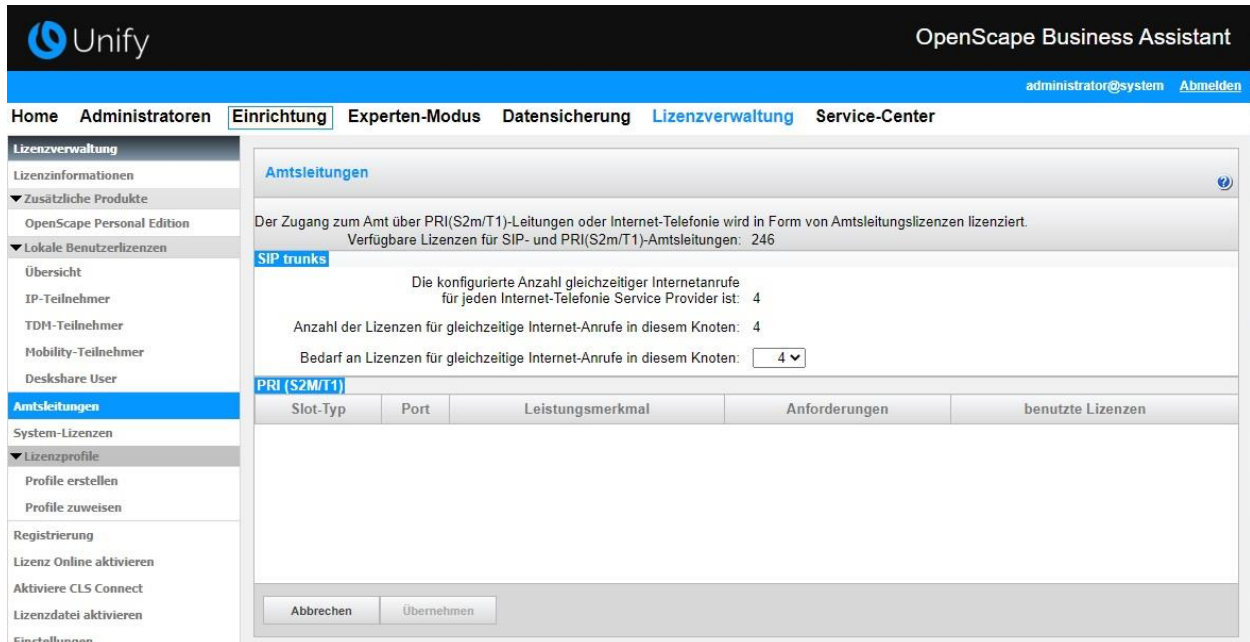 Unify
OpenScape Business Assistant
administrator@system Abmelden
Home Administratoren Einrichtung Experten-Modus Datensicherung Lizenzverwaltung Service-Center
Lizenzverwaltung
Lizenzinformationen
Zusätzliche Produkte
OpenScape Personal Edition
Lokale Benutzerlizenzen
Übersicht
IP-Teilnehmer
TDM-Teilnehmer
Mobility-Teilnehmer
Deskshare User
Amtsleitungen
System-Lizenzen
Lizenzprofile
Profile erstellen
Profile zuweisen
Registrierung
Lizenz Online aktivieren
Aktiviere CLS Connect
Lizenzdatei aktivieren
Einstellungen
Amtsleitungen
?
Der Zugang zum Amt über PRI(S2m/T1)-Leitungen oder Internet-Telefonie wird in Form von Amtsleitungslizenzen lizenziert.
Verfügbare Lizenzen für SIP- und PRI(S2m/T1)-Amtsleitungen: 246
SIP trunks
Die konfigurierte Anzahl gleichzeitiger Internetanrufe
für jeden Internet-Telefonie Service Provider ist: 4
Anzahl der Lizenzen für gleichzeitige Internet-Anrufe in diesem Knoten: 4
Bedarf an Lizenzen für gleichzeitige Internet-Anrufe in diesem Knoten: 4
PRI (S2M/T1)
Slot-Typ Port Leistungsmerkmal Anforderungen benutzte Lizenzen
Abbrechen Übernehmen